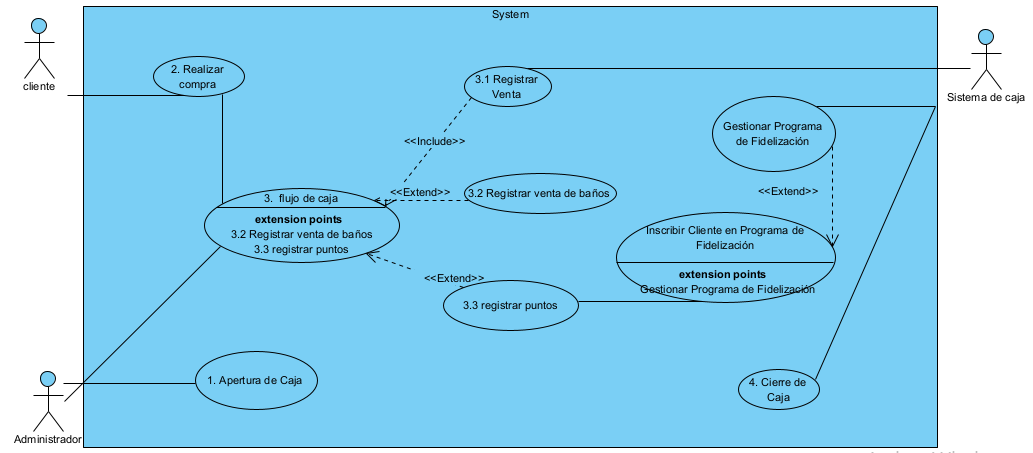 System
cliente
2. Realizar
compra
3.1 Registrar
Venta
Sistema de caja
Gestionar Programa
de Fidelización
<<Include>>
<<Extend>>
<<Extend>>
3. flujo de caja
extension points
3.2 Registrar venta de baños
3.3 registrar puntos
3.2 Registrar venta de baños
Inscribir Cliente en Programa de
Fidelización
extension points
Gestionar Programa de Fidelización
<<Extend>>
3.3 registrar puntos
1. Apertura de Caja
4. Cierre de
Caja
Administrador